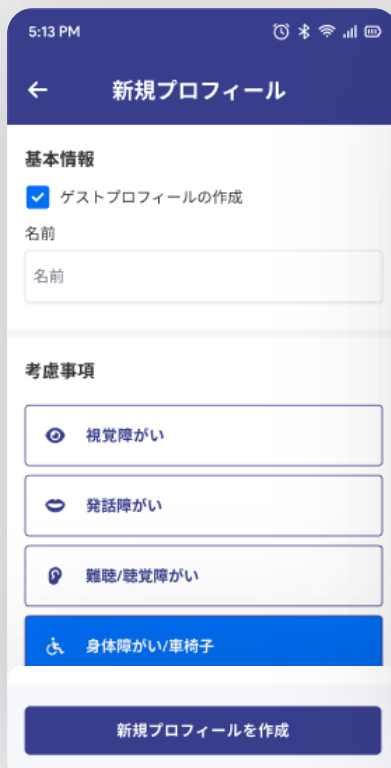 5:13 PM
新規プロフィール
基本情報
ゲストプロフィールの作成
名前
名前
考慮事項
視覚障がい
発話障がい
難聴/聴覚障がい
身体障がい/車椅子
新規プロフィールを作成